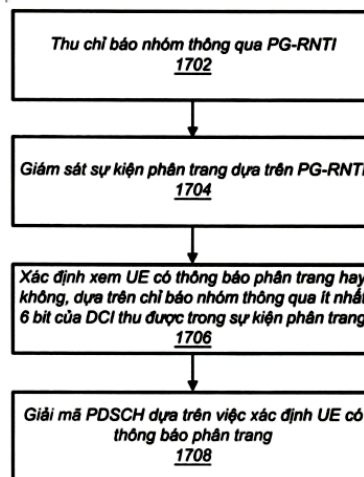 Thu chỉ báo nhóm thông qua PG-RNTI
1702
Giám sát sự kiện phân trang dựa trên PG-RNTI
1704
Xác định xem UE có thông báo phân trang hay
không, dựa trên chỉ báo nhóm thông qua ít nhất
6 bit của DCI thu được trong sự kiện phân trang
1706
Giải mã PDSCH dựa trên việc xác định UE có
thông báo phân trang
1708